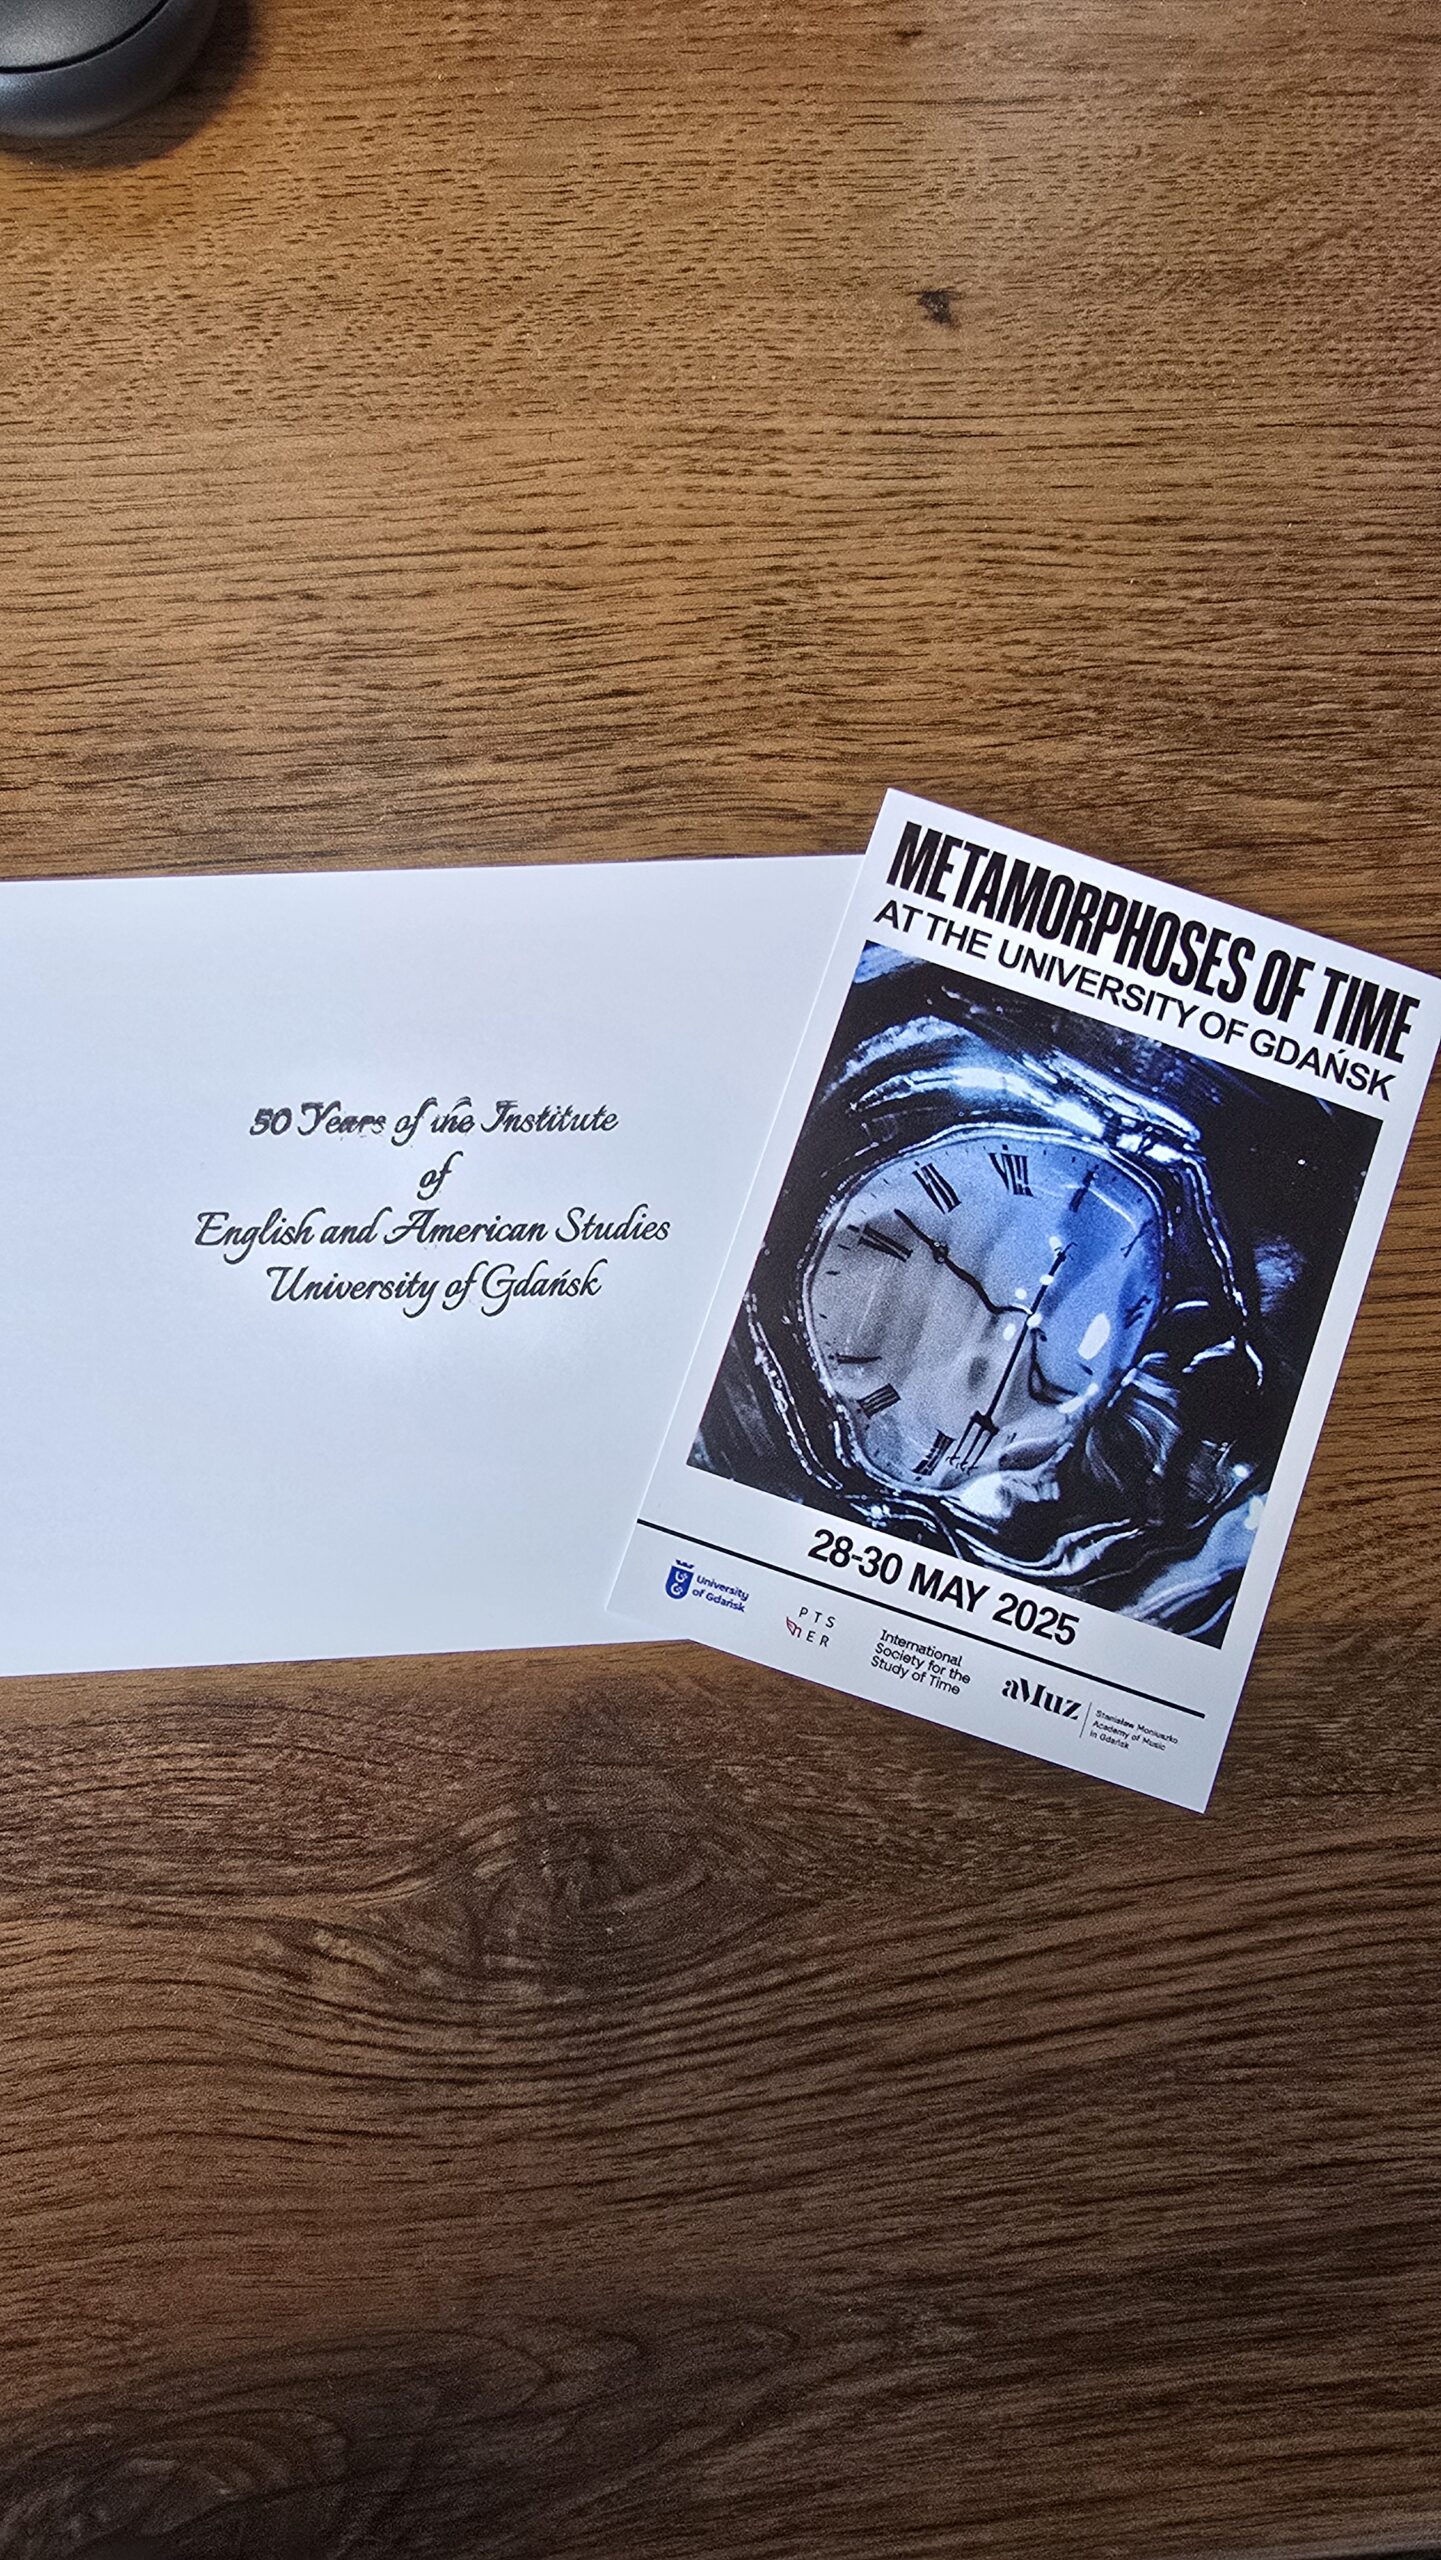 50 Years of the Institute
of
English and American Studies
University of Gdańsk
METAMORPHOSES OF TIME
AT THE UNIVERSITY OF GDAŃSK
28-30 MAY 2025
University
of Gdańsk
PTS
NER
International
Society for the
Study of Time
aMuz
Stanisław Moniuszko
Academy of Music
in Gdańsk